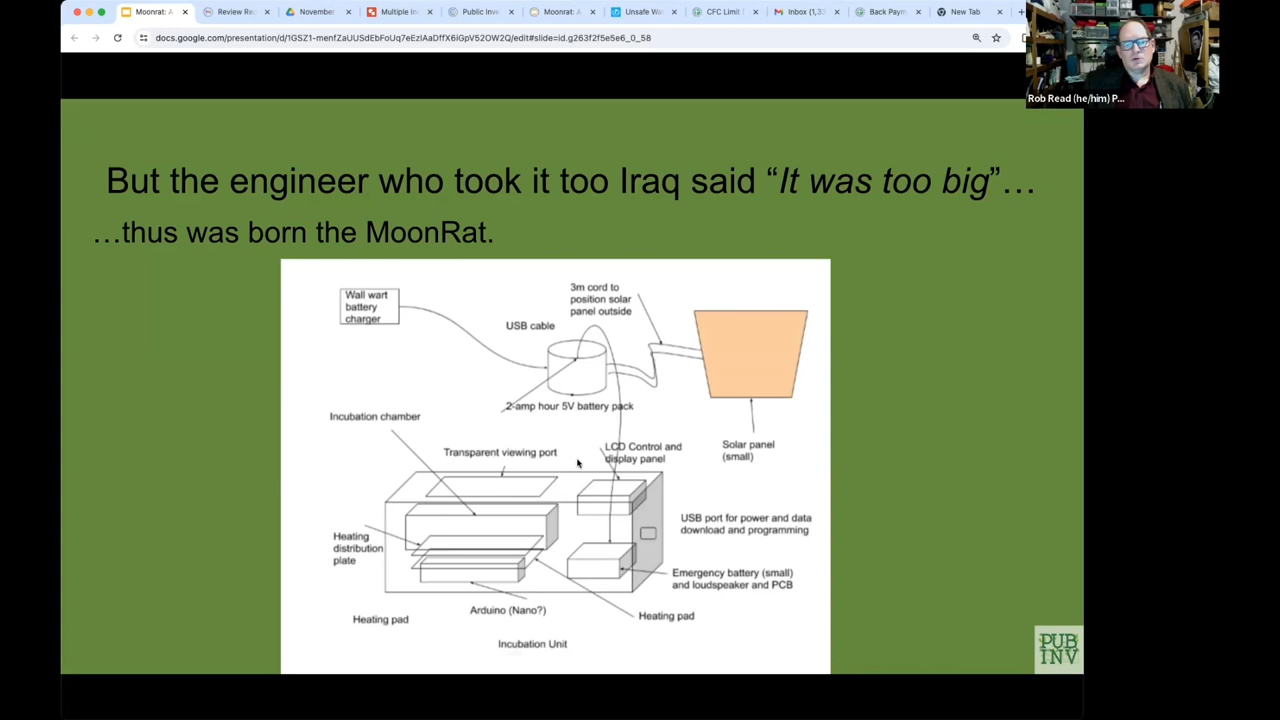 Moonrat: A
Review Re
November
Multiple In
Public Inve
Moonrat: A
Unsafe Wa
CFC Limit
Inbox (1,33
Back Paym
New Tab
docs.google.com/presentation/d/1GSZ1-menfZaUUSdEbFoUq7eEzIAaDffX6iGpV52OW2Q/edit#slide=id.g263f2f5e5e6_0_58
Rob Read (he/him) P...
But the engineer who took it too Iraq said “It was too big”…
…thus was born the MoonRat.
Wall wart
battery
charger
3m cord to
position solar
panel outside
USB cable
2-amp hour 5V battery pack
Incubation chamber
Transparent viewing port
LCD Control and
display panel
Solar panel
(small)
USB port for power and data
download and programming
Heating
distribution
plate
Emergency battery (small)
and loudspeaker and PCB
Arduino (Nano?)
Heating pad
Heating pad
Incubation Unit
PUB
INV